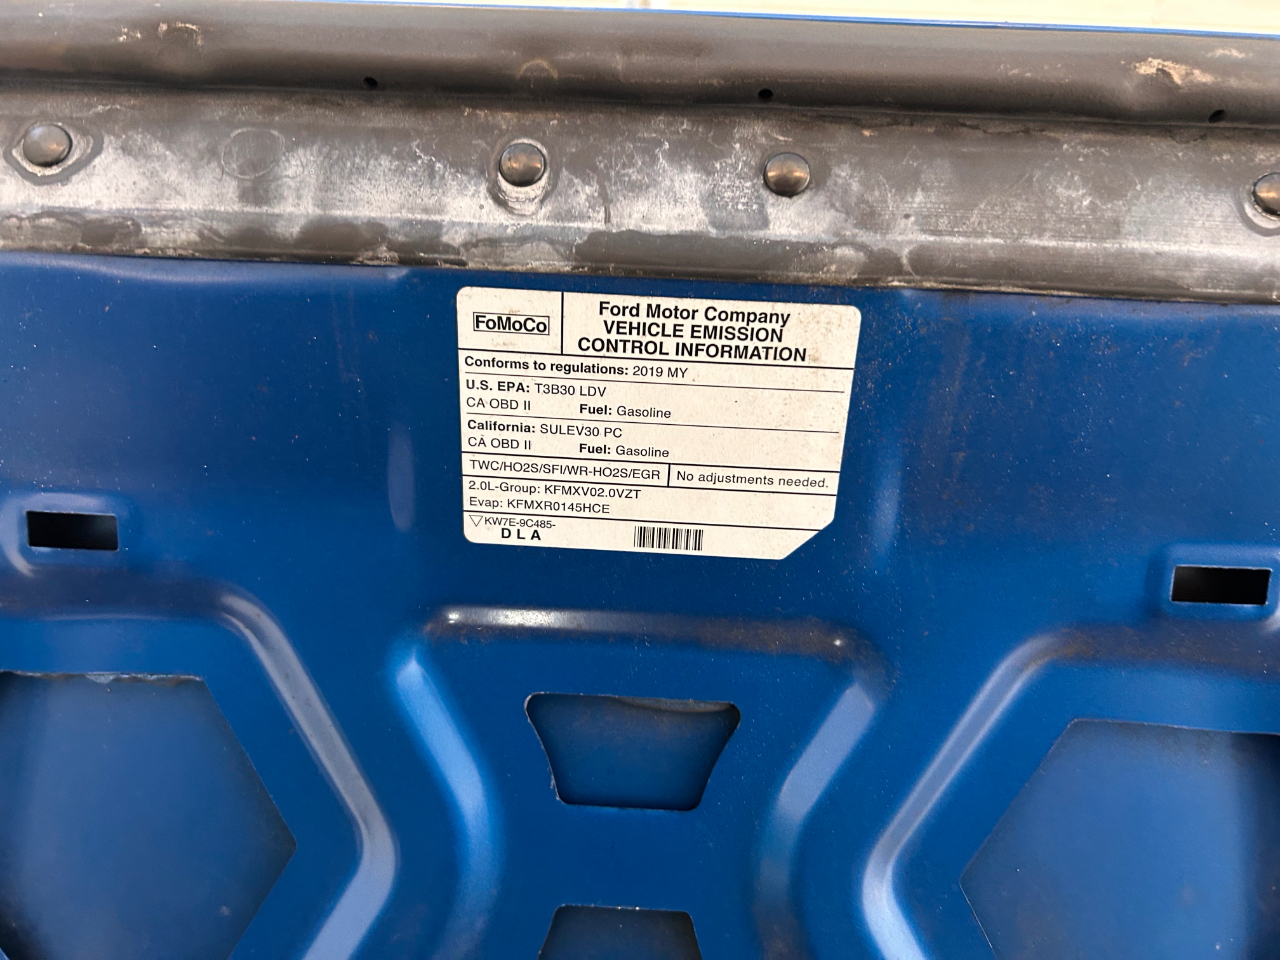 FoMoCo
Ford Motor Company
VEHICLE EMISSION
CONTROL INFORMATION
Conforms to regulations: 2019 MY
U.S. EPA: T3B30 LDV
CA OBD II Fuel: Gasoline
California: SULEV30 PC
CA OBD II Fuel: Gasoline
TWC/HO2S/SFI/WR-HO2S/EGR No adjustments needed.
2.0L-Group: KFMXV02.0VZT
Evap: KFMXR0145HCE
KW7E-9C485-
D L A